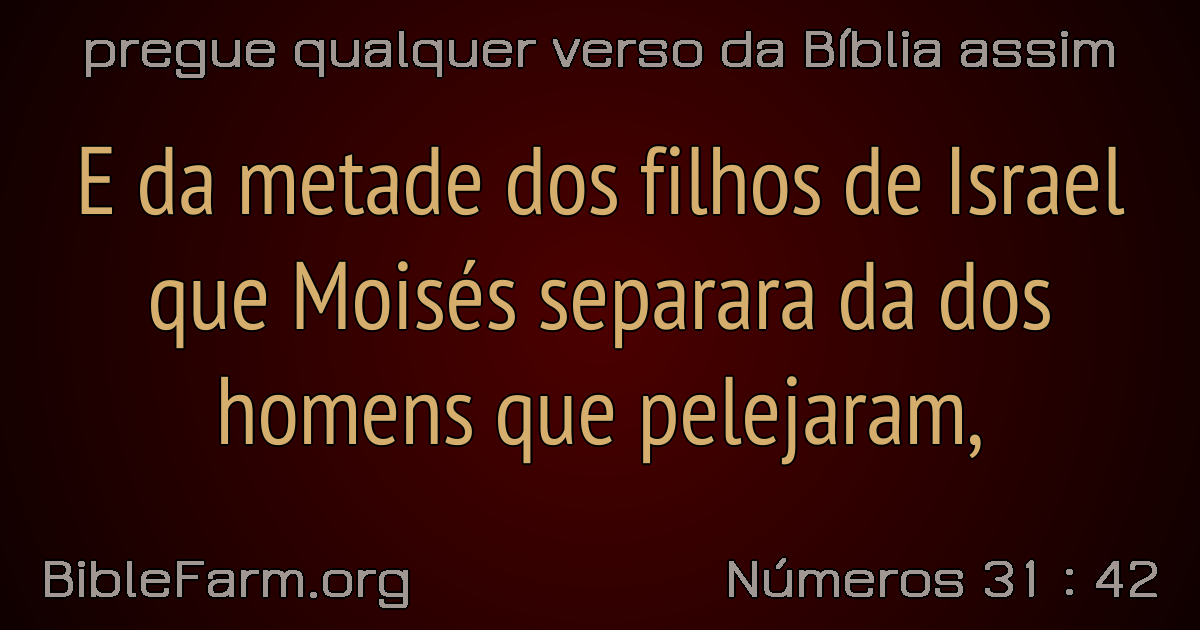 pregue qualquer verso da Bíblia assim
E da metade dos filhos de Israel
que Moisés separara da dos
homens que pelejaram,
BibleFarm.org
Números 31 : 42